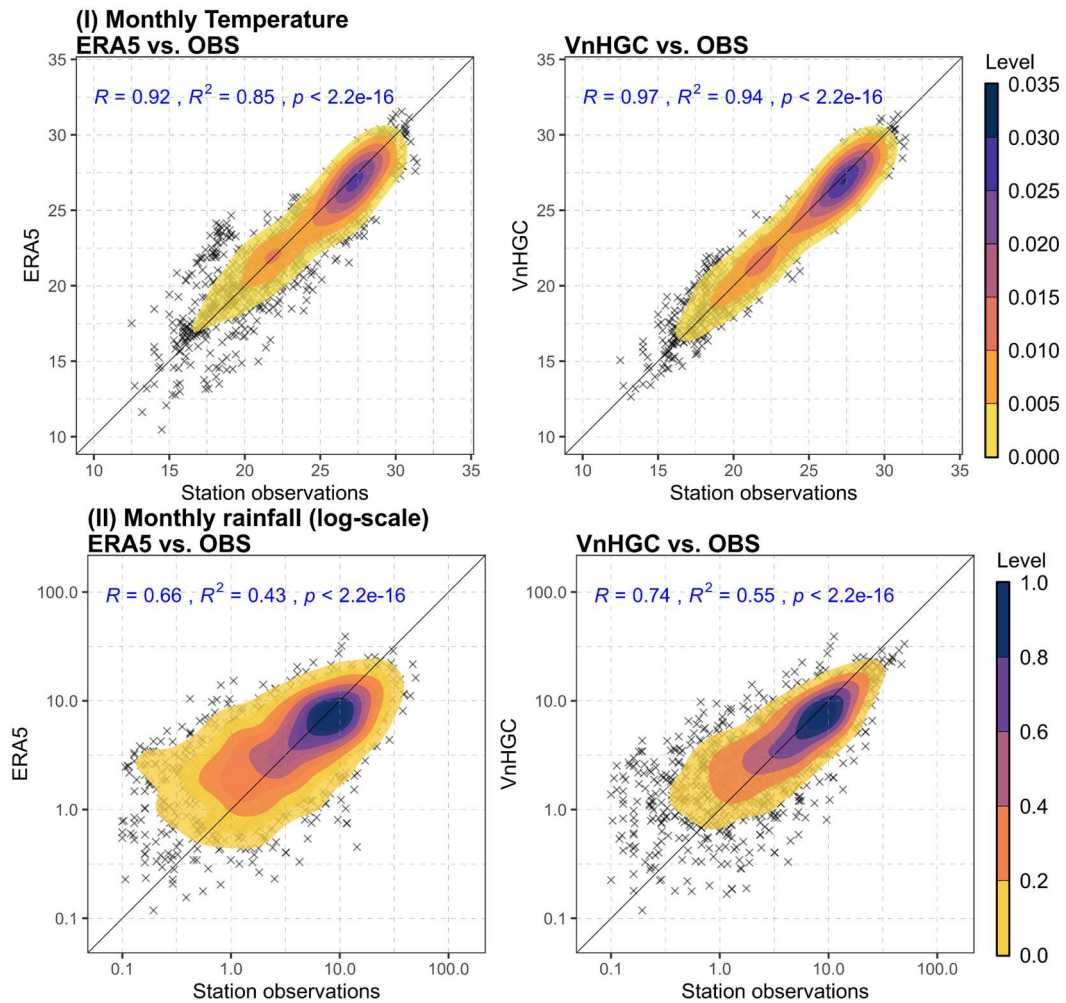 (I) Monthly Temperature
ERA5 vs. OBS
VnHGC vs. OBS
R = 0.92 , R² = 0.85 , p < 2.2e-16
R = 0.97 , R² = 0.94 , p < 2.2e-16
35
30
25
20
15
10
ERA5
10 15 20 25 30 35
Station observations
35
30
25
20
15
10
VnHGC
10 15 20 25 30 35
Station observations
Level
0.035
0.030
0.025
0.020
0.015
0.010
0.005
0.000
(II) Monthly rainfall (log-scale)
ERA5 vs. OBS
VnHGC vs. OBS
R = 0.66 , R² = 0.43 , p < 2.2e-16
R = 0.74 , R² = 0.55 , p < 2.2e-16
100.0
10.0
1.0
0.1
ERA5
0.1 1.0 10.0 100.0
Station observations
100.0
10.0
1.0
0.1
VnHGC
0.1 1.0 10.0 100.0
Station observations
Level
1.0
0.8
0.6
0.4
0.2
0.0